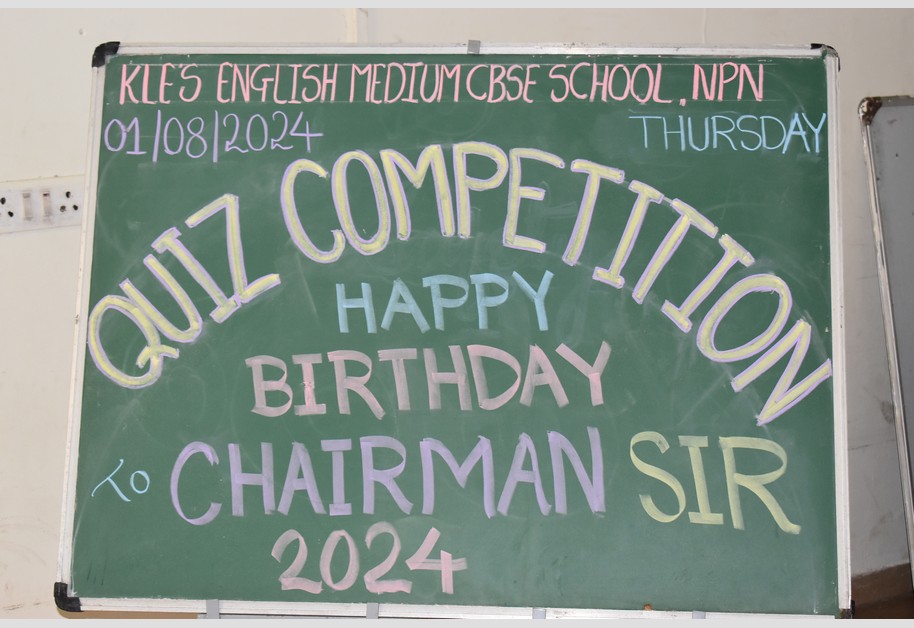 KLE'S ENGLISH MEDIUM CBSE SCHOOL, NPN
01/08/2024 THURSDAY
QUIZ COMPETITION
HAPPY
BIRTHDAY
To CHAIRMAN SIR
2024